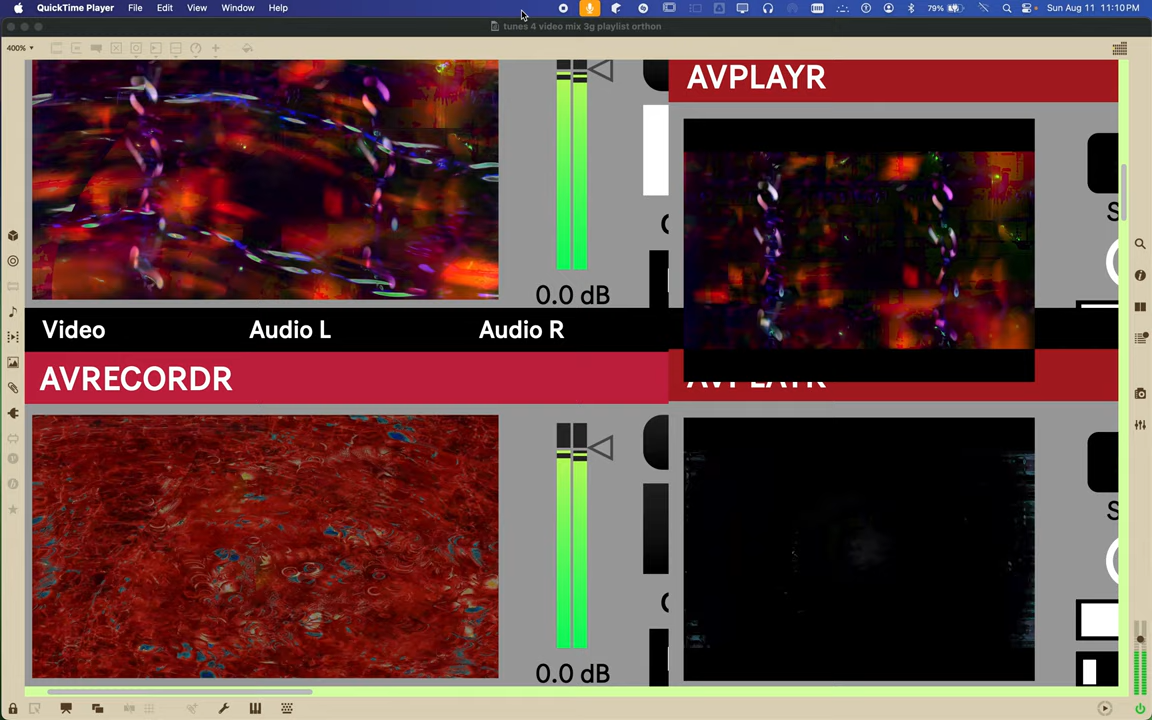 QuickTime Player File Edit View Window Help 79% Sun Aug 11 11:10 PM
tunes 4 video mix 3g playlist orthon
400%
AVPLAYR
0.0 dB
Video Audio L Audio R
AVRECORDR
AVPLAYR
S
0.0 dB
S